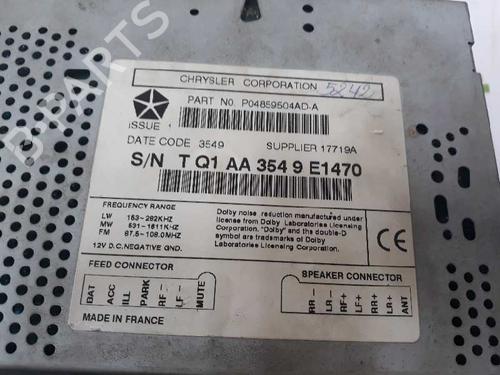 CHRYSLER CORPORATION
5242
PART NO. P04859504AD-A
ISSUE 1
DATE CODE 3549 SUPPLIER 17719A
S/N T Q1 AA 354 9 E1470
FREQUENCY RANGE
LW 153-282KHZ
MW 531-1611KHZ
FM 87.5-108.0MHZ
12V D.C.NEGATIVE GND.
Dolby noise reduction manufactured under
license from Dolby Laboratories Licensing
Corporation. "Dolby" and the double-D
symbol are trademarks of Dolby
Laboratories Licensing Corporation.
CE
FEED CONNECTOR
BAT ACC ILL PARK RF- LF- MUTE
SPEAKER CONNECTOR
RR- LR- RF+ LF+ RR+ LR+ ANT
MADE IN FRANCE
B-PARTS